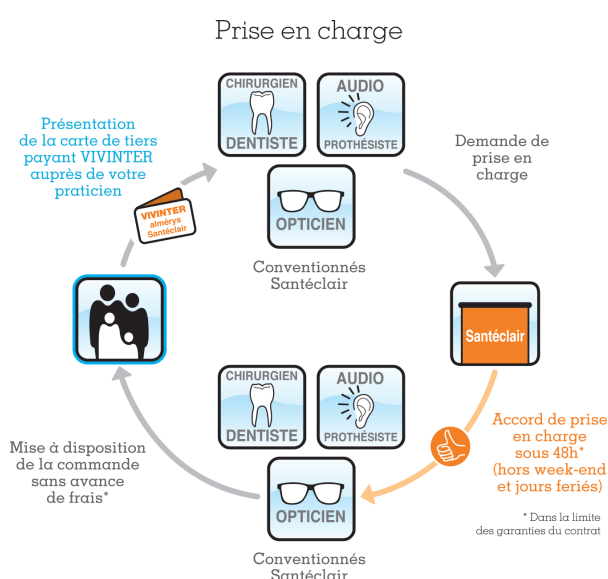 Prise en charge
CHIRURGIEN
DENTISTE
AUDIO
PROTHÉSISTE
OPTICIEN
Conventionnés
Santéclair
Présentation
de la carte de tiers
payant VIVINTER
auprès de votre
praticien
VIVINTER
almérys
Santéclair
Demande de
prise en
charge
Santéclair
Accord de prise
en charge
sous 48h*
(hors week-end
et jours feriés)
* Dans la limite
des garanties du contrat
CHIRURGIEN
DENTISTE
AUDIO
PROTHÉSISTE
OPTICIEN
Conventionnés
Santéclair
Mise à disposition
de la commande
sans avance
de frais*